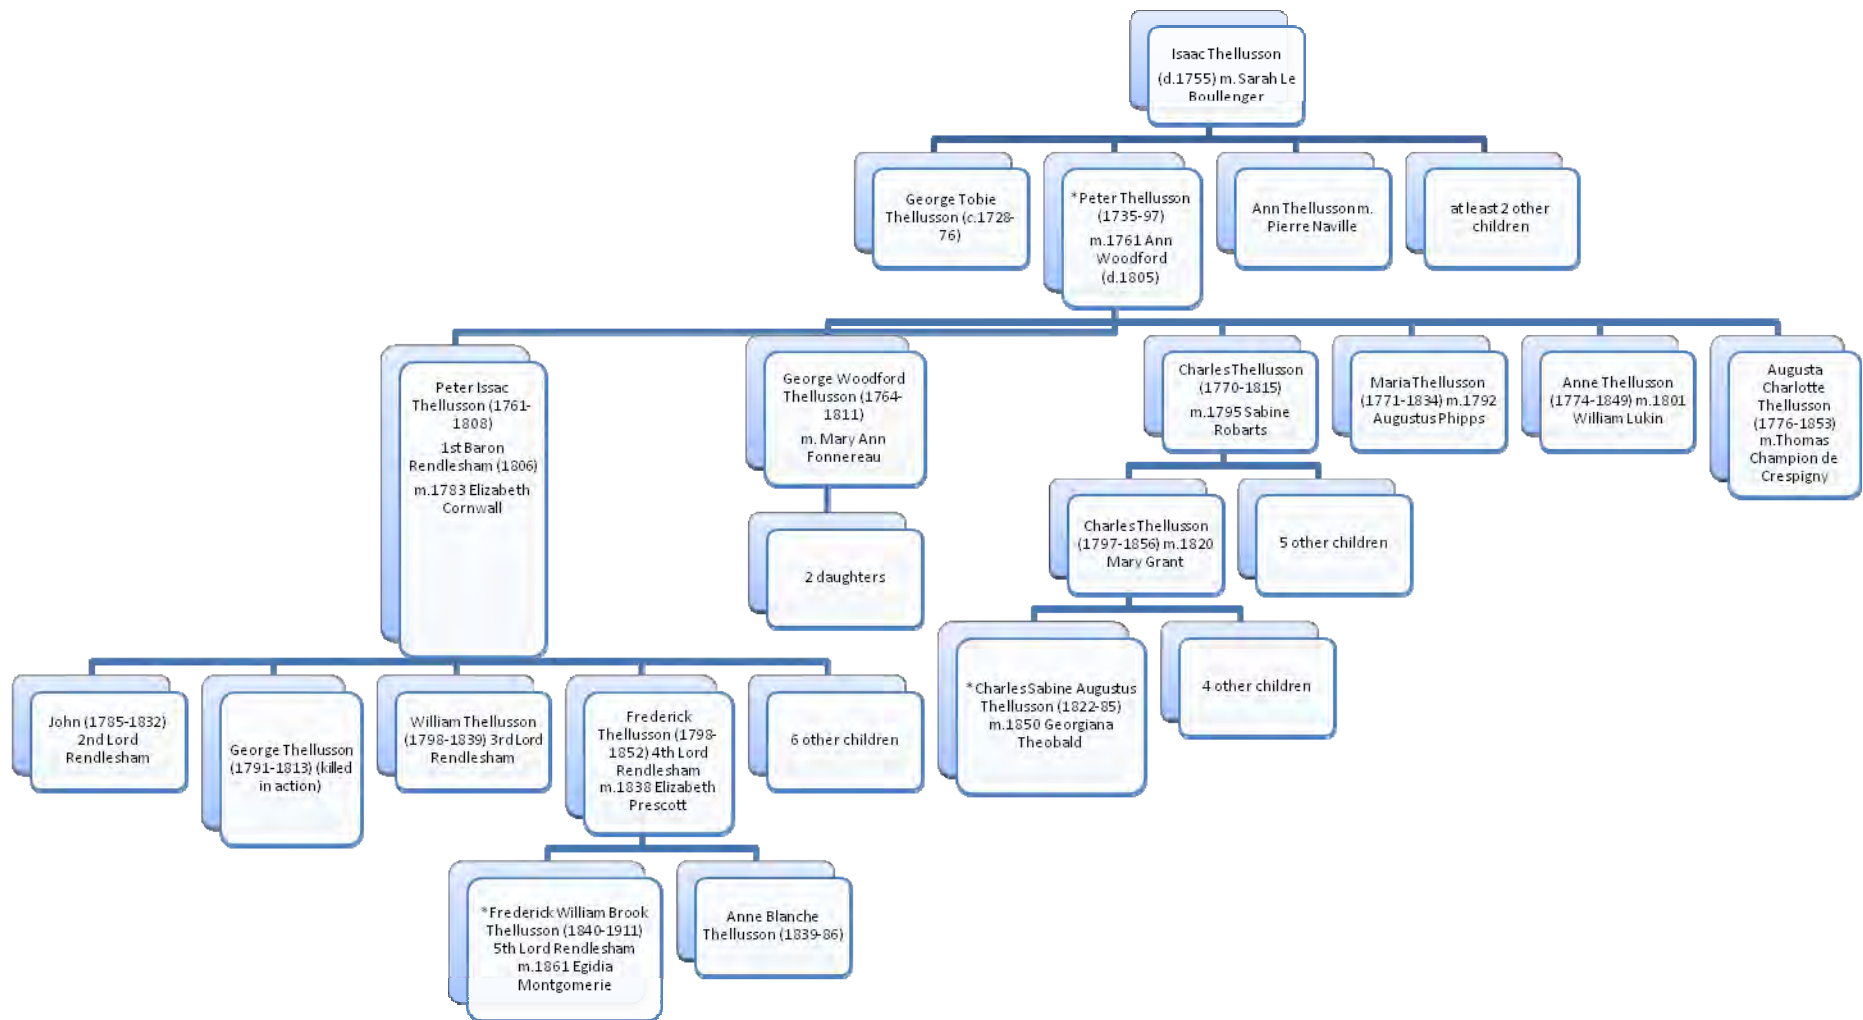 Isaac Thellusson
(d.1755) m. Sarah Le
Boullenger
George Tobie
Thellusson (c.1728-
76)
*Peter Thellusson
(1735-97)
m.1761 Ann
Woodford
(d.1805)
Ann Thellusson m.
Pierre Naville
at least 2 other
children
Peter Issac
Thellusson (1761-
1808)
1st Baron
Rendlesham (1806)
m.1783 Elizabeth
Cornwall
George Woodford
Thellusson (1764-
1811)
m. Mary Ann
Fonnereau
Charles Thellusson
(1770-1815)
m.1795 Sabine
Robarts
Maria Thellusson
(1771-1834) m.1792
Augustus Phipps
Anne Thellusson
(1774-1849) m.1801
William Lukin
Augusta
Charlotte
Thellusson
(1776-1853)
m.Thomas
Champion de
Crespigny
2 daughters
Charles Thellusson
(1797-1856) m.1820
Mary Grant
5 other children
*Charles Sabine Augustus
Thellusson (1822-85)
m.1850 Georgiana
Theobald
4 other children
John (1785-1832)
2nd Lord
Rendlesham
George Thellusson
(1791-1813) (killed
in action)
William Thellusson
(1798-1839) 3rd Lord
Rendlesham
Frederick
Thellusson (1798-
1852) 4th Lord
Rendlesham
m.1838 Elizabeth
Prescott
6 other children
*Frederick William Brook
Thellusson (1840-1911)
5th Lord Rendlesham
m.1861 Egidia
Montgomerie
Anne Blanche
Thellusson (1839-86)